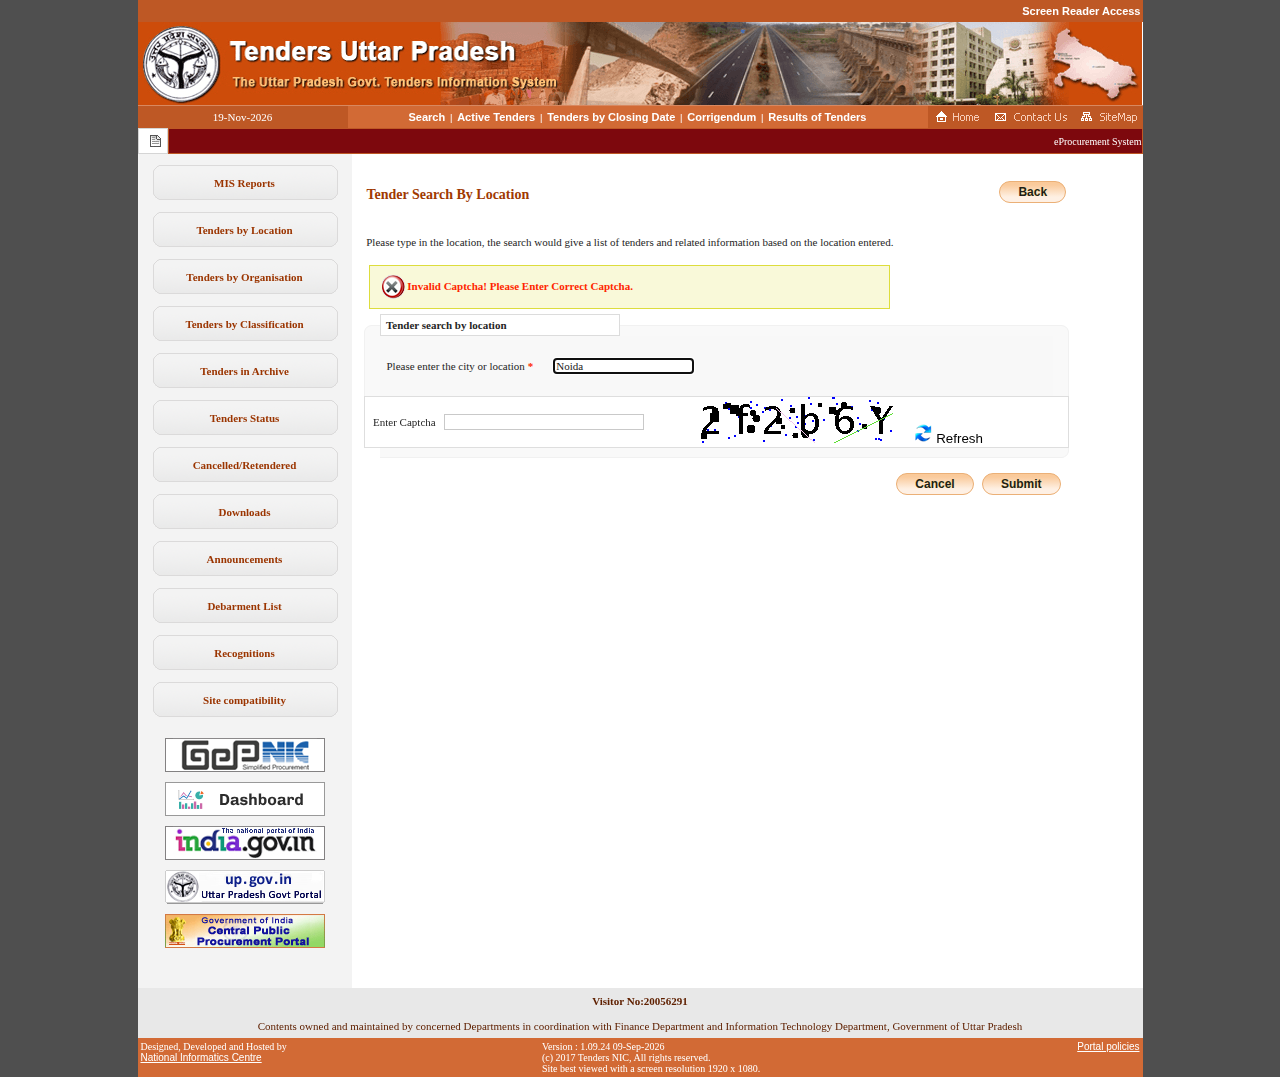 Screen Reader Access
Tenders Uttar Pradesh
The Uttar Pradesh Govt. Tenders Information System
19-Nov-2026
Search | Active Tenders | Tenders by Closing Date | Corrigendum | Results of Tenders
Home Contact Us SiteMap
eProcurement System
MIS Reports
Tenders by Location
Tenders by Organisation
Tenders by Classification
Tenders in Archive
Tenders Status
Cancelled/Retendered
Downloads
Announcements
Debarment List
Recognitions
Site compatibility
GePNIC
Simplified Procurement
Dashboard
The national portal of India
india.gov.in
up.gov.in
Uttar Pradesh Govt Portal
Government of India
Central Public
Procurement Portal
Tender Search By Location
Back
Please type in the location, the search would give a list of tenders and related information based on the location entered.
Invalid Captcha! Please Enter Correct Captcha.
Tender search by location
Please enter the city or location *
Noida
Enter Captcha
Refresh
Cancel
Submit
Visitor No:20056291
Contents owned and maintained by concerned Departments in coordination with Finance Department and Information Technology Department, Government of Uttar Pradesh
Designed, Developed and Hosted by
National Informatics Centre
Version : 1.09.24 09-Sep-2026
(c) 2017 Tenders NIC, All rights reserved.
Site best viewed with a screen resolution 1920 x 1080.
Portal policies